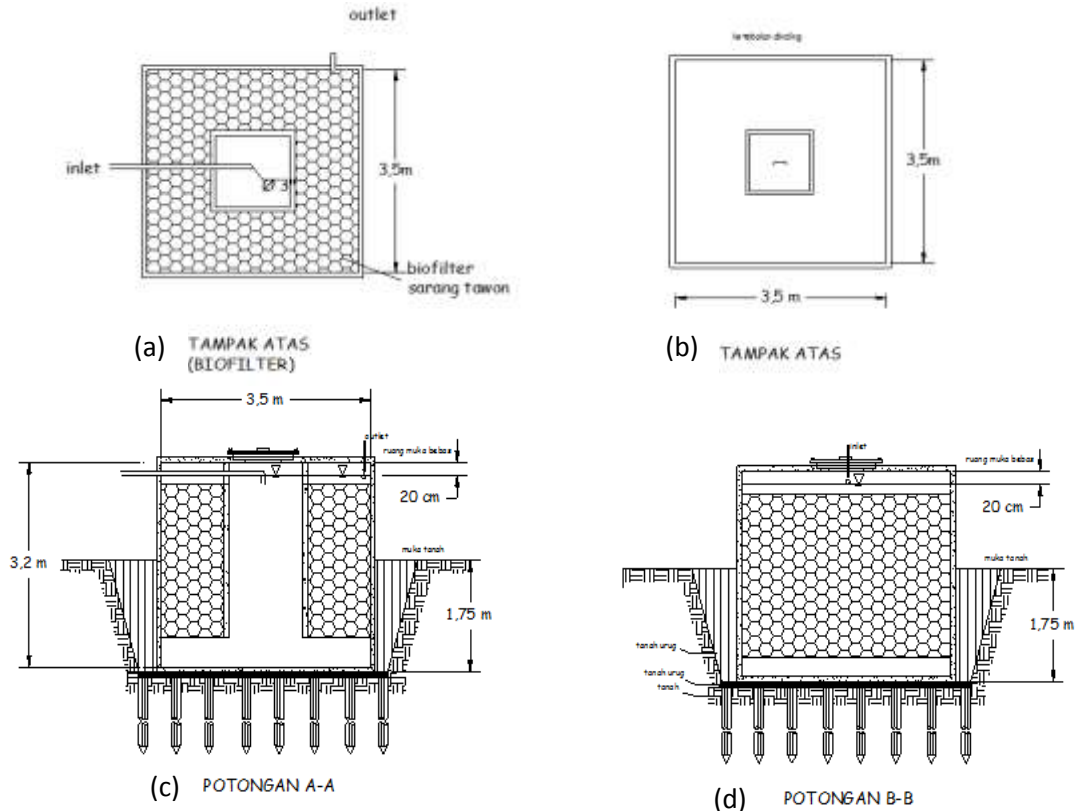 outlet
inlet
Ø 3"
3,5m
biofilter
sarang tawon
(a) TAMPAK ATAS
(BIOFILTER)
3,5m
3,5 m
(b) TAMPAK ATAS
3,5 m
outlet
ruang muka bebas
20 cm
3,2 m
muka tanah
1,75 m
(c) POTONGAN A-A
inlet
ruang muka bebas
20 cm
muka tanah
1,75 m
tanah urug
tanah urug
tanah
(d) POTONGAN B-B